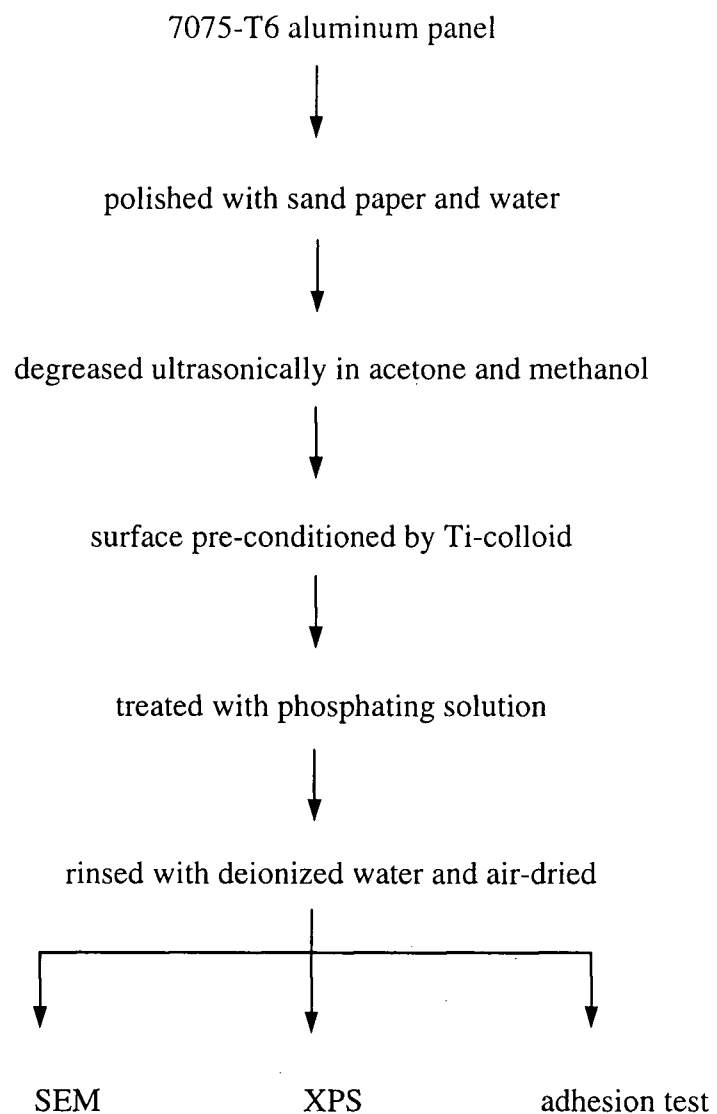 7075-T6 aluminum panel
polished with sand paper and water
degreased ultrasonically in acetone and methanol
surface pre-conditioned by Ti-colloid
treated with phosphating solution
rinsed with deionized water and air-dried
SEM XPS adhesion test